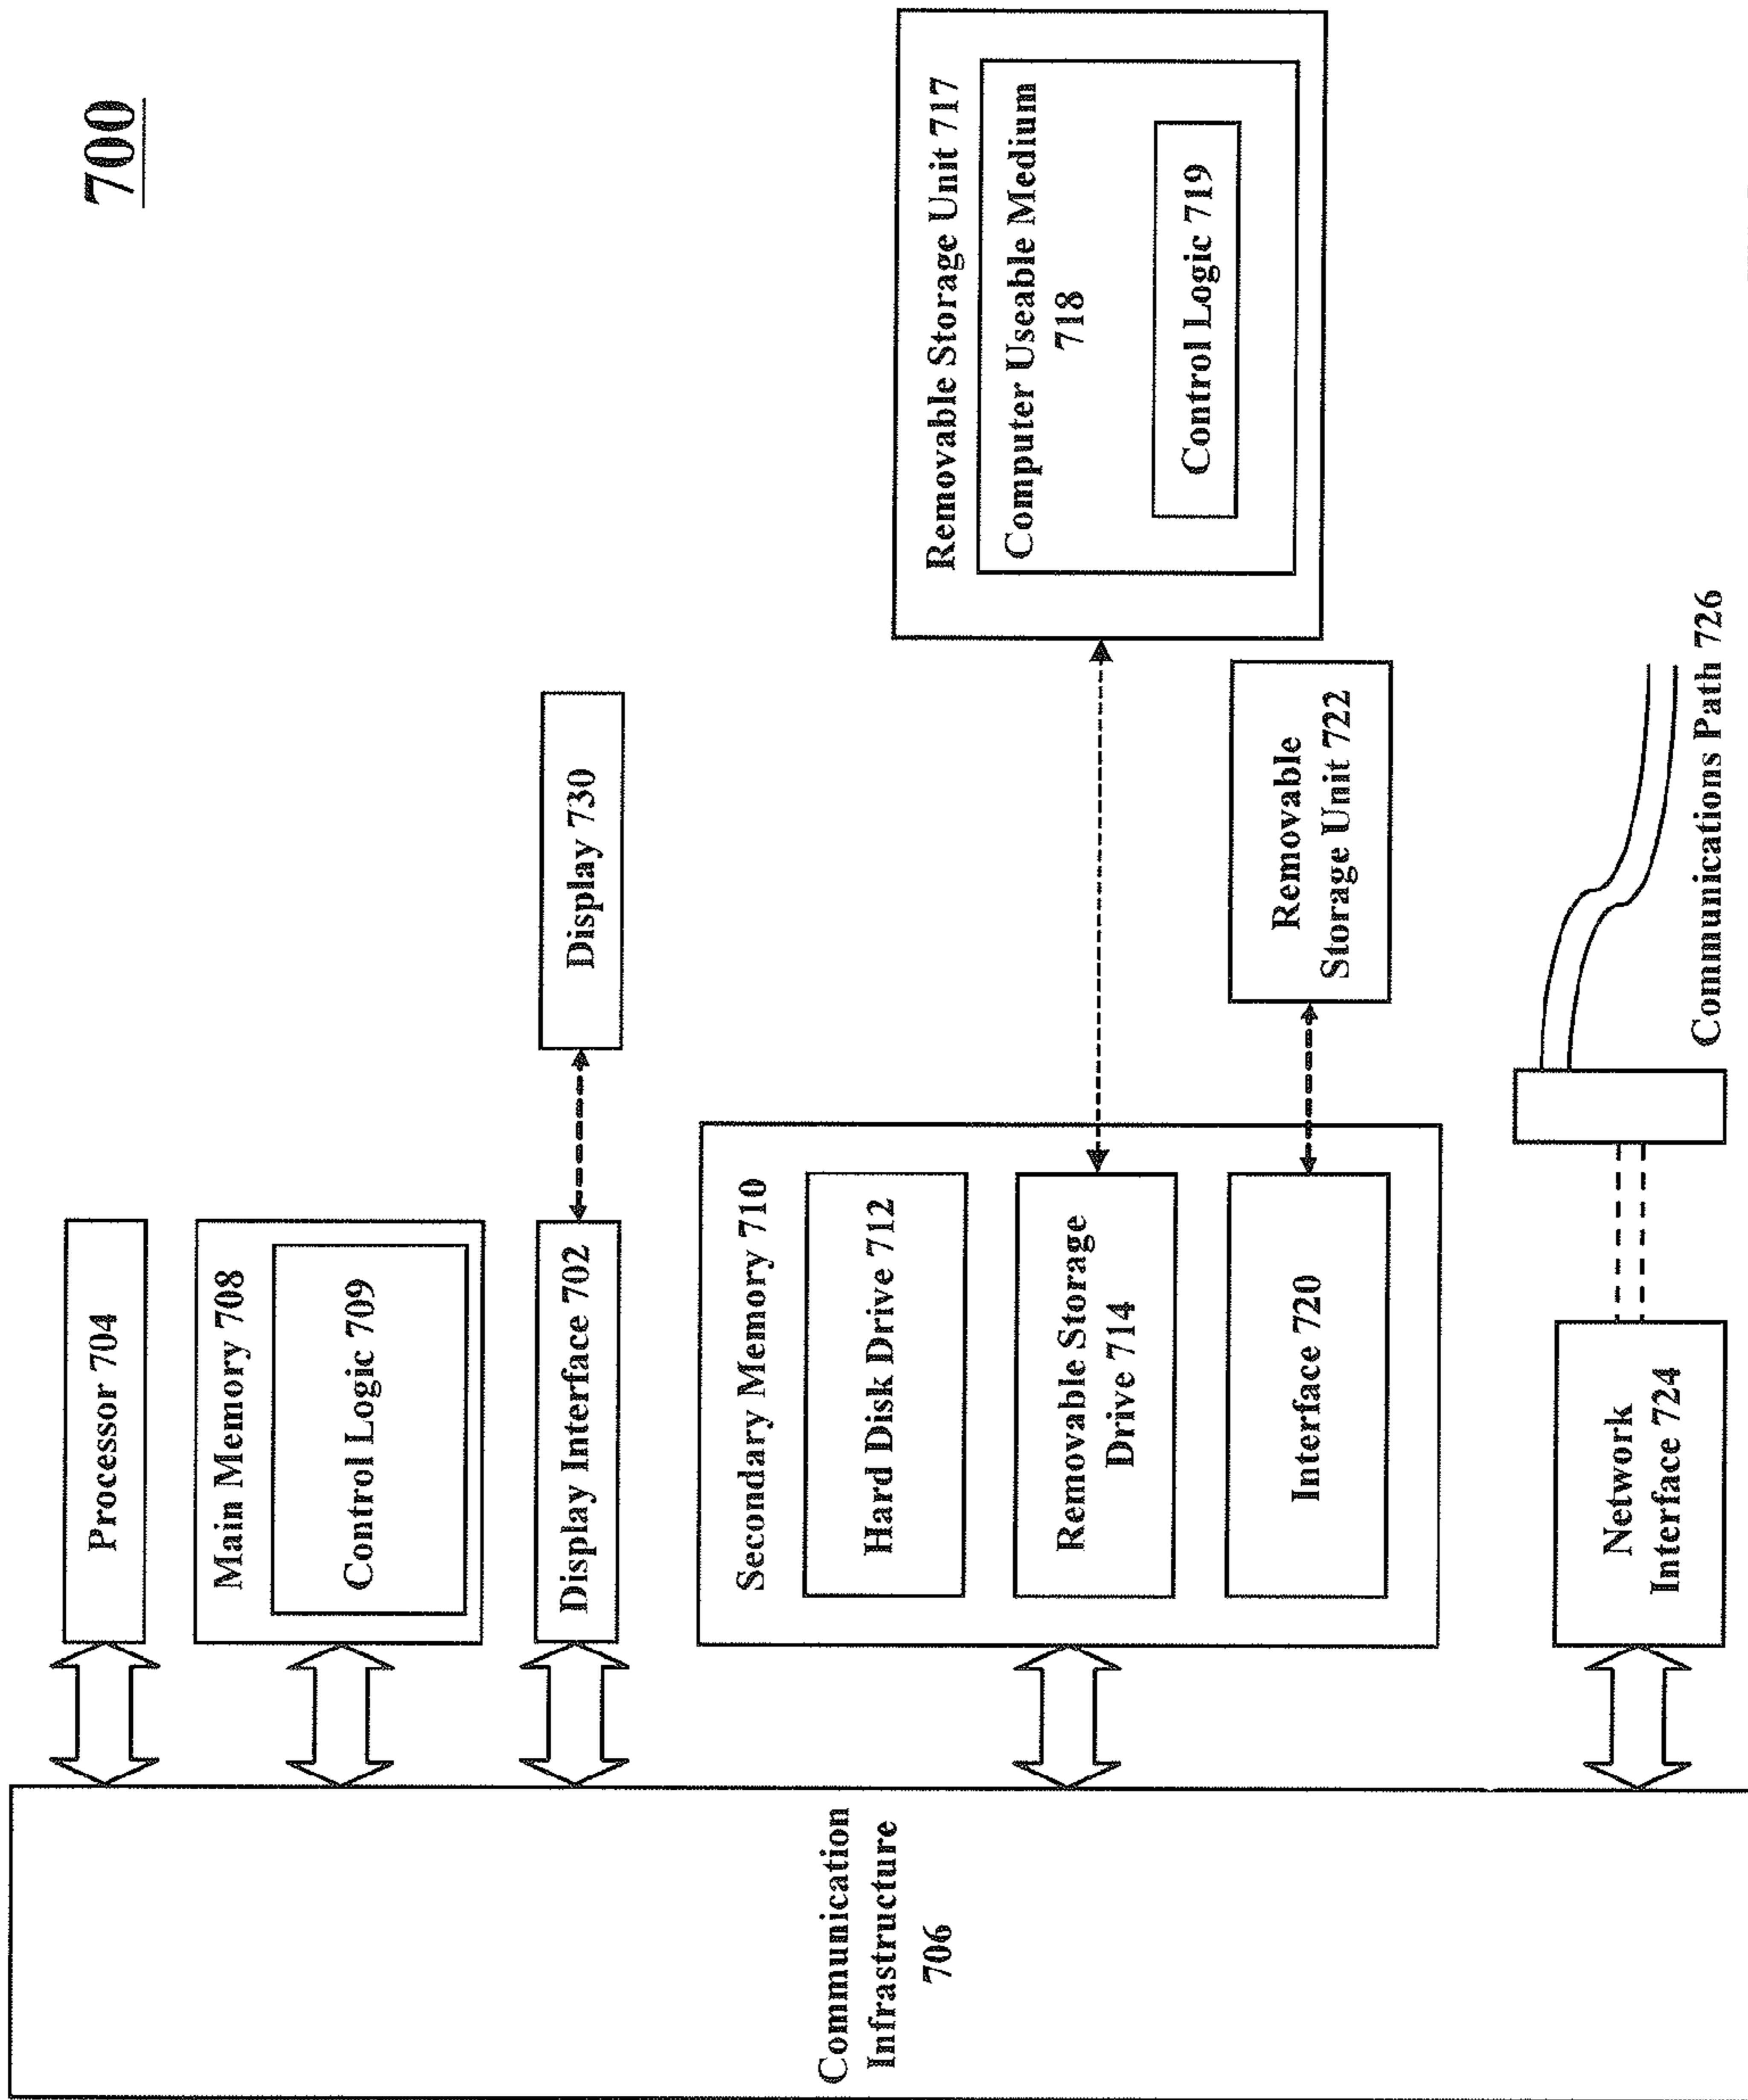 700
Processor 704
Main Memory 708
Control Logic 709
Display Interface 702
Display 730
Secondary Memory 710
Hard Disk Drive 712
Removable Storage
Drive 714
Interface 720
Removable Storage Unit 717
Computer Useable Medium
718
Control Logic 719
Removable
Storage Unit 722
Network
Interface 724
Communications Path 726
Communication
Infrastructure
706